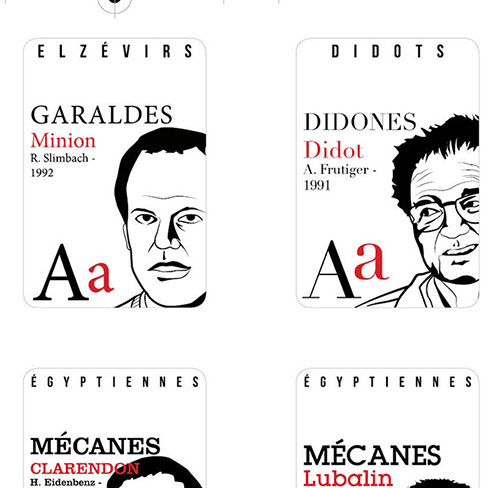 ELZÉVIRS
GARALDES
Minion
R. Slimbach -
1992
Aa
DIDOTS
DIDONES
Didot
A. Frutiger -
1991
Aa
ÉGYPTIENNES
MÉCANES
CLARENDON
H. Eidenbenz -
ÉGYPTIENNES
MÉCANES
Lubalin